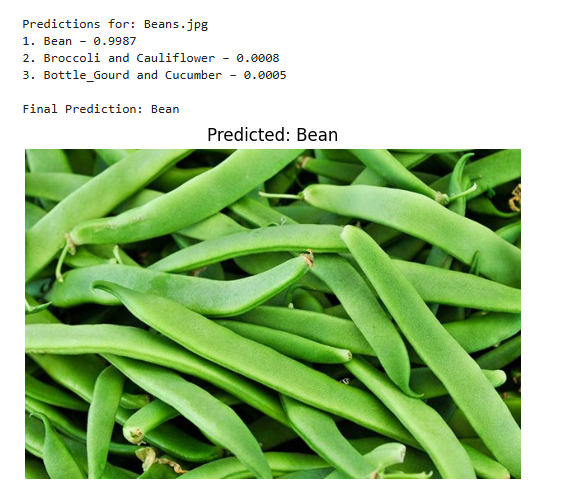 Predictions for: Beans.jpg
1. Bean – 0.9987
2. Broccoli and Cauliflower – 0.0008
3. Bottle_Gourd and Cucumber – 0.0005
Final Prediction: Bean
Predicted: Bean